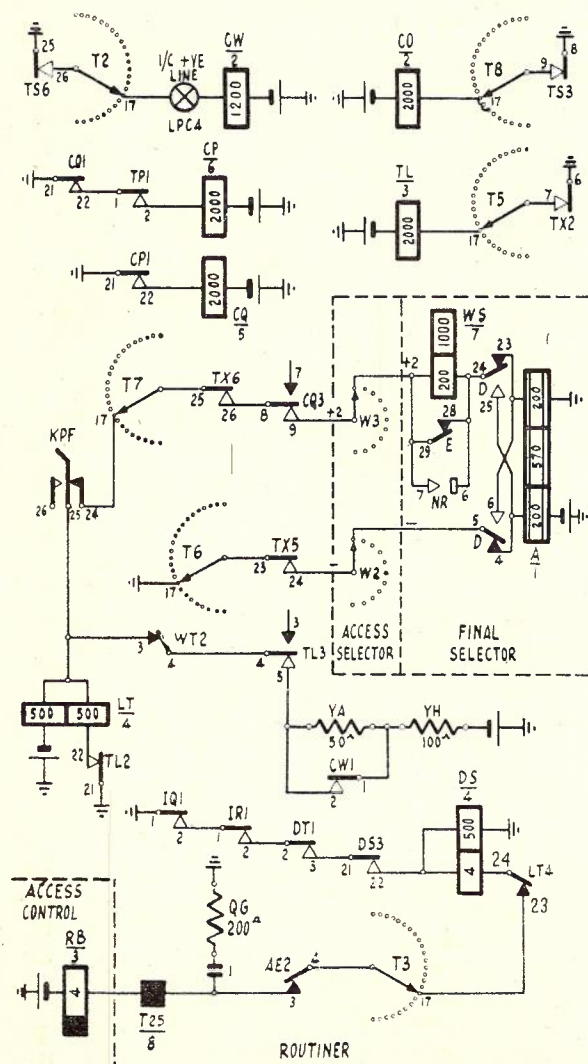 25
T2
I/C +VE
LINE
CW
2
1200
26
TS6
17
LPC4
CO
2
2000
T8
17
9
8
TS3
CO1
21
22
TP1
1
2
CP
6
2000
TL
3
2000
T5
17
7
6
TX2
CP1
21
22
2000
CQ
5
T7
17
TX6
25
26
7
CQ3
8
9
+2
W3
+2
WS
7
1000
200
24
23
D
25
28
29
E
7
NR
6
200
570
200
A
1
KPF
26
25
24
T6
17
TX5
23
24
–
W2
–
5
6
D
4
ACCESS
SELECTOR
FINAL
SELECTOR
3
WT2
4
3
4
TL3
5
LT
4
500
500
22
TL2
21
YA
50
YH
100
CW1
2
1
IQ1
1
2
IR1
1
2
DT1
2
3
DS3
21
22
DS
4
500
4
24
LT4
23
ACCESS
CONTROL
RB
3
4
T25
8
QG
200Ω
1
AE2
4
3
T3
17
ROUTINER